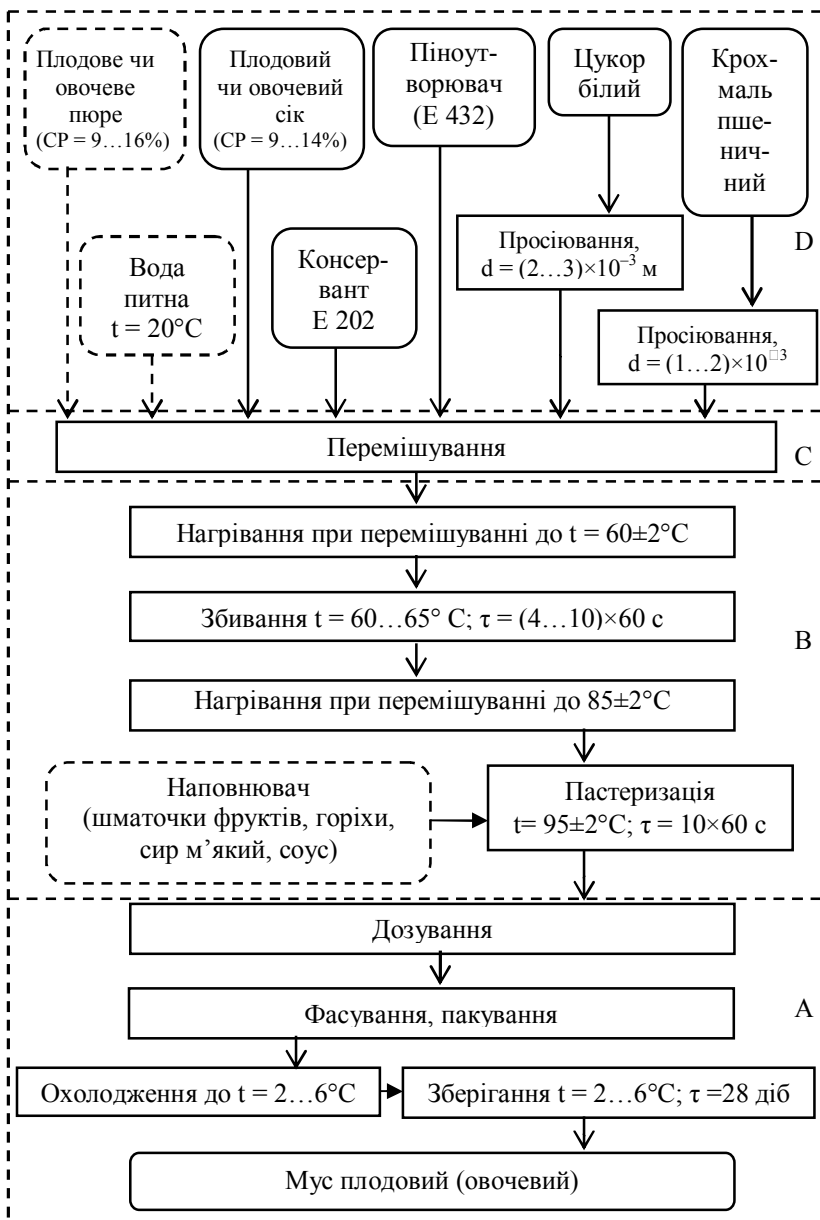 Плодове чи
овочеве
пюре
(СР = 9…16%)
Плодовий
чи овочевий
сік
(СР = 9…14%)
Піноут-
ворювач
(Е 432)
Цукор
білий
Крох-
маль
пше-
нич-
ний
Вода
питна
t = 20°C
Консер-
вант
Е 202
Просіювання,
d = (2…3)×10⁻³ м
D
Просіювання,
d = (1…2)×10□³
Перемішування
C
Нагрівання при перемішуванні до t = 60±2°C
Збивання t = 60…65° C; τ = (4…10)×60 с
B
Нагрівання при перемішуванні до 85±2°C
Наповнювач
(шматочки фруктів, горіхи,
сир м’який, соус)
Пастеризація
t= 95±2°C; τ = 10×60 с
Дозування
Фасування, пакування
A
Охолодження до t = 2…6°C
Зберігання t = 2…6°C; τ =28 діб
Мус плодовий (овочевий)